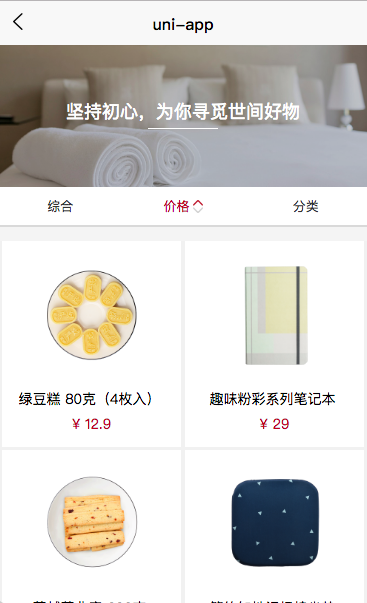 uni-app
坚持初心，为你寻觅世间好物
综合 价格 分类
绿豆糕 80克（4枚入） 趣味粉彩系列笔记本
¥ 12.9 ¥ 29